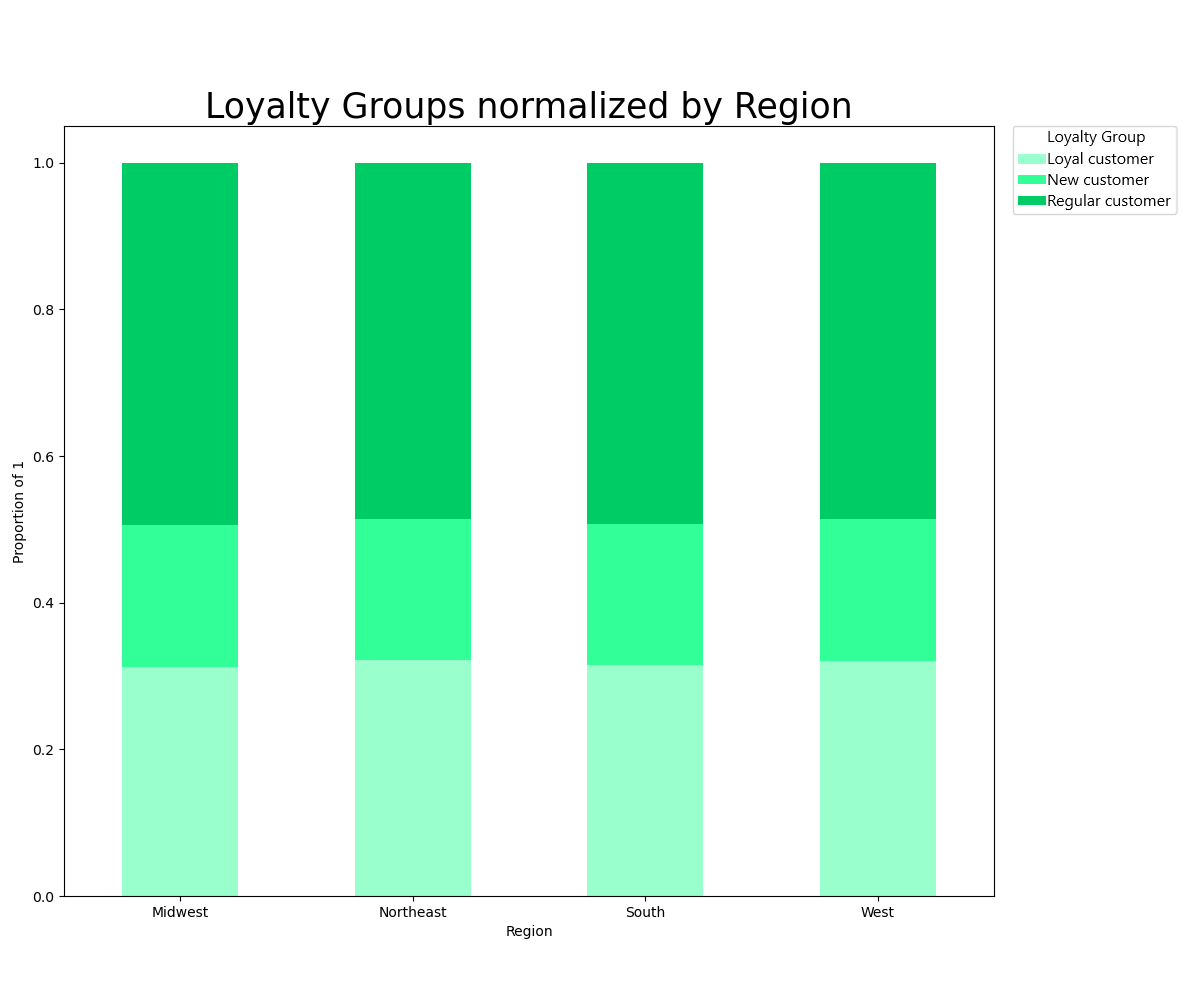 Loyalty Groups normalized by Region
Loyalty Group
Loyal customer
New customer
Regular customer
Proportion of 1
1.0
0.8
0.6
0.4
0.2
0.0
Midwest Northeast South West
Region